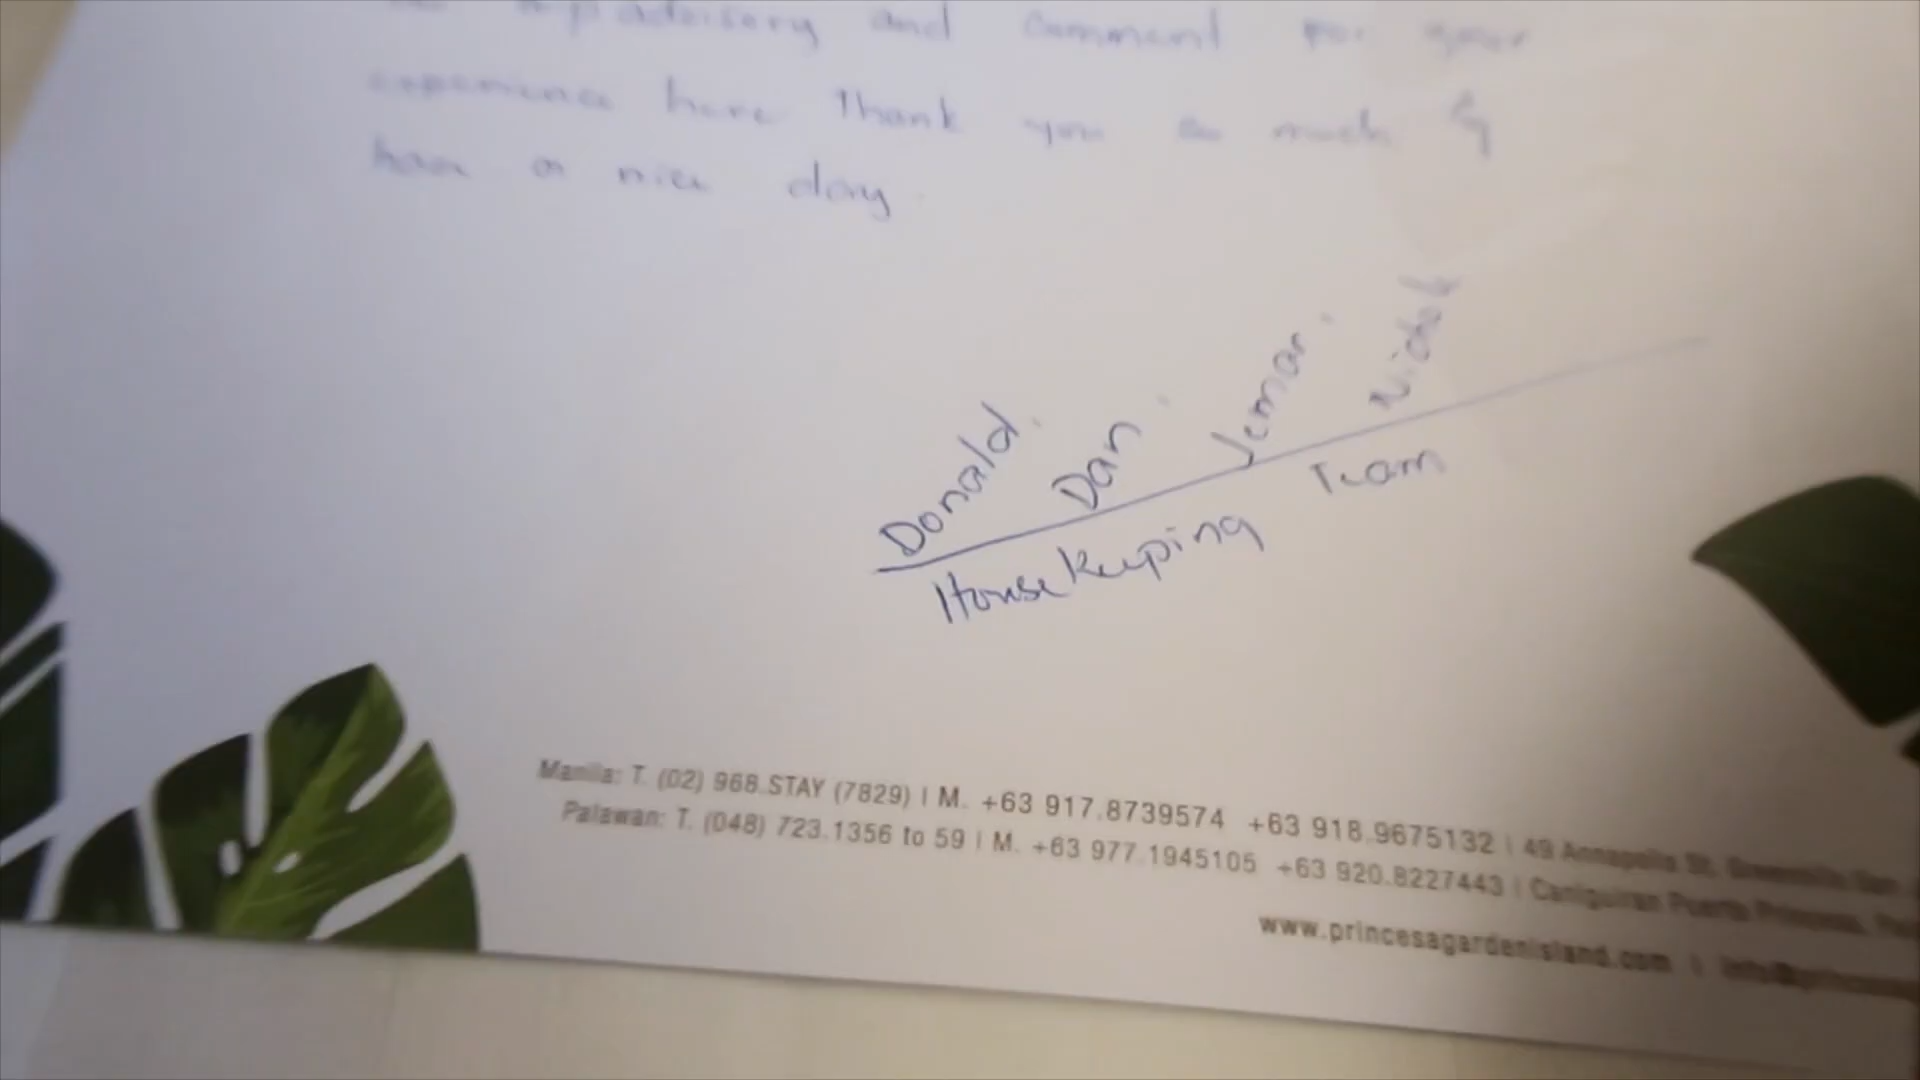 tripadvisory and comment for your
experience here Thank you so much &
have a nice day.
Donald. Dan. Jemar. Nicole
Housekeeping Team
Manila: T. (02) 968.STAY (7829) | M. +63 917.8739574 +63 918.9675132 | 49 Annapolis St. Greenhills San
Palawan: T. (048) 723.1356 to 59 | M. +63 977.1945105 +63 920.8227443 | Caniguiran Puerto Princesa,
www.princesagardenisland.com |